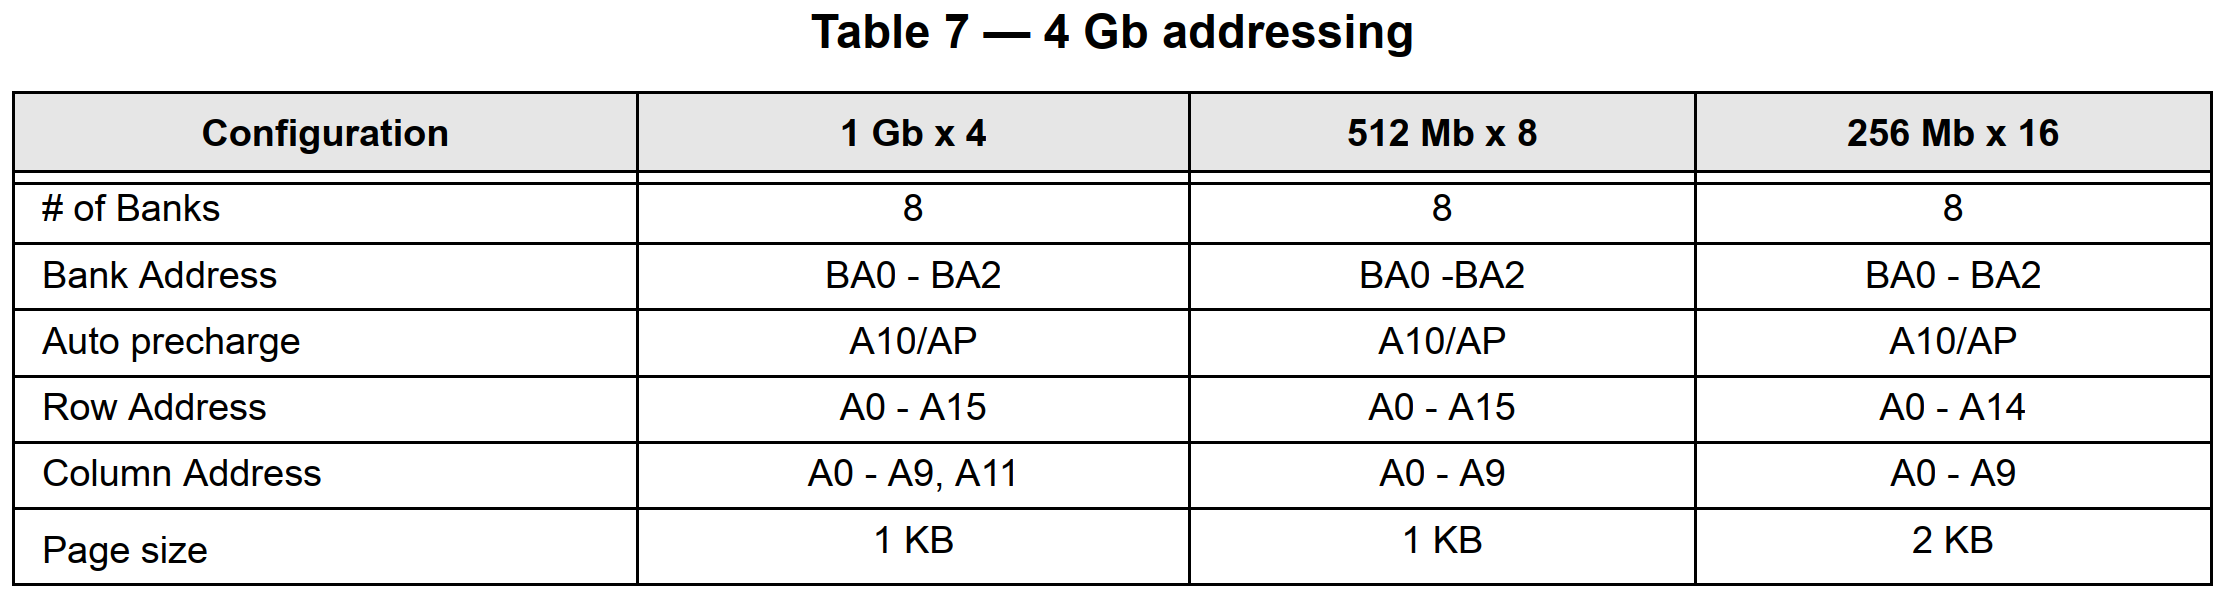 Table 7 — 4 Gb addressing
Configuration 1 Gb x 4 512 Mb x 8 256 Mb x 16
# of Banks 8 8 8
Bank Address BA0 - BA2 BA0 -BA2 BA0 - BA2
Auto precharge A10/AP A10/AP A10/AP
Row Address A0 - A15 A0 - A15 A0 - A14
Column Address A0 - A9, A11 A0 - A9 A0 - A9
Page size 1 KB 1 KB 2 KB